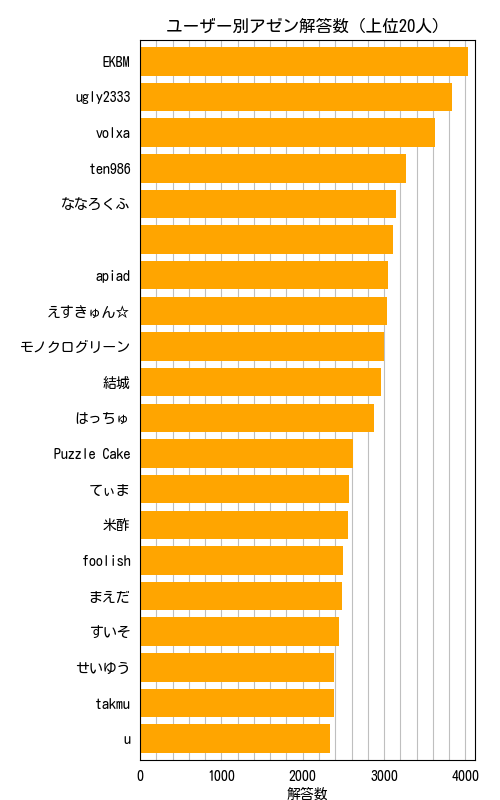 ユーザー別アゼン解答数 (上位20人)
EKBM
ugly2333
volxa
ten986
ななろくふ
apiad
えすきゅん☆
モノクログリーン
結城
はっちゅ
Puzzle Cake
てぃま
米酢
foolish
まえだ
すいそ
せいゆう
takmu
u
0 1000 2000 3000 4000
解答数